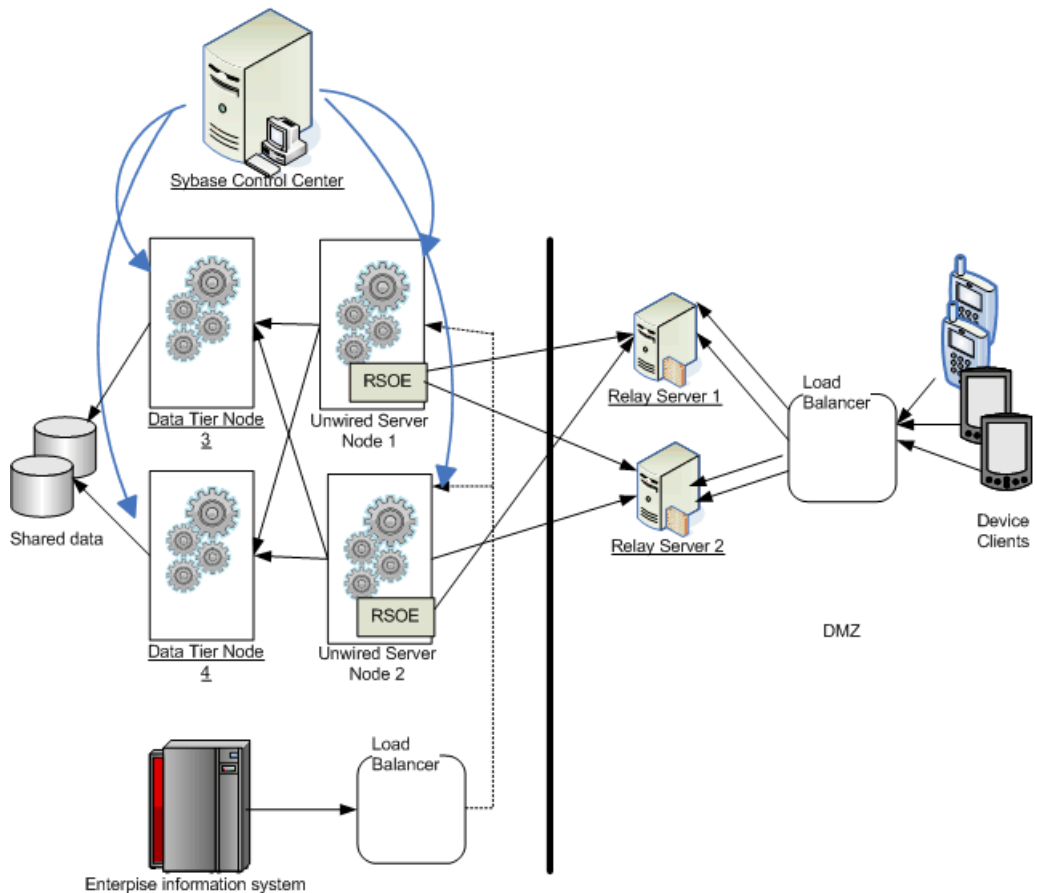 Sybase Control Center
RSOE
Data Tier Node
3
Unwired Server
Node 1
Relay Server 1
Load
Balancer
Shared data
Relay Server 2
Device
Clients
RSOE
Data Tier Node
4
Unwired Server
Node 2
DMZ
Load
Balancer
Enterpise information system